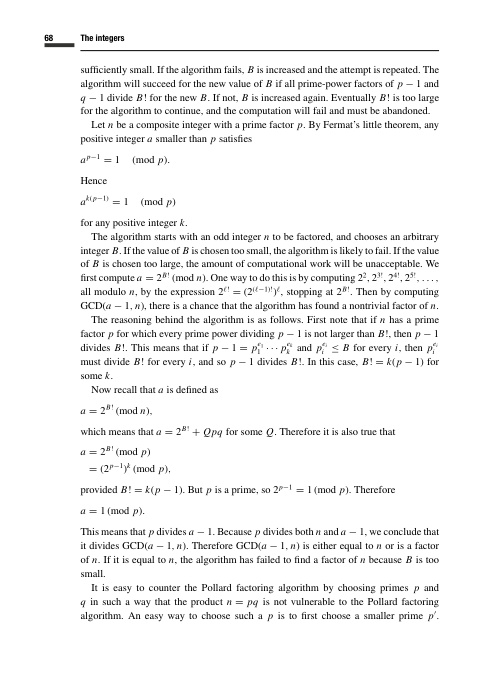 68 The integers
sufficiently small. If the algorithm fails, B is increased and the attempt is repeated. The
algorithm will succeed for the new value of B if all prime-power factors of p − 1 and
q − 1 divide B! for the new B. If not, B is increased again. Eventually B! is too large
for the algorithm to continue, and the computation will fail and must be abandoned.
Let n be a composite integer with a prime factor p. By Fermat’s little theorem, any
positive integer a smaller than p satisfies
a^{p−1} = 1 (mod p).
Hence
a^{k(p−1)} = 1 (mod p)
for any positive integer k.
The algorithm starts with an odd integer n to be factored, and chooses an arbitrary
integer B. If the value of B is chosen too small, the algorithm is likely to fail. If the value
of B is chosen too large, the amount of computational work will be unacceptable. We
first compute a = 2^{B!} (mod n). One way to do this is by computing 2^2, 2^{3!}, 2^{4!}, 2^{5!}, . . . ,
all modulo n, by the expression 2^{ℓ!} = (2^{(ℓ−1)!})^ℓ, stopping at 2^{B!}. Then by computing
GCD(a − 1, n), there is a chance that the algorithm has found a nontrivial factor of n.
The reasoning behind the algorithm is as follows. First note that if n has a prime
factor p for which every prime power dividing p − 1 is not larger than B!, then p − 1
divides B!. This means that if p − 1 = p_1^{e_1} · · · p_k^{e_k} and p_i^{e_i} ≤ B for every i, then p_i^{e_i}
must divide B! for every i, and so p − 1 divides B!. In this case, B! = k(p − 1) for
some k.
Now recall that a is defined as
a = 2^{B!} (mod n),
which means that a = 2^{B!} + Qpq for some Q. Therefore it is also true that
a = 2^{B!} (mod p)
= (2^{p−1})^k (mod p),
provided B! = k(p − 1). But p is a prime, so 2^{p−1} = 1 (mod p). Therefore
a = 1 (mod p).
This means that p divides a − 1. Because p divides both n and a − 1, we conclude that
it divides GCD(a − 1, n). Therefore GCD(a − 1, n) is either equal to n or is a factor
of n. If it is equal to n, the algorithm has failed to find a factor of n because B is too
small.
It is easy to counter the Pollard factoring algorithm by choosing primes p and
q in such a way that the product n = pq is not vulnerable to the Pollard factoring
algorithm. An easy way to choose such a p is to first choose a smaller prime p′.